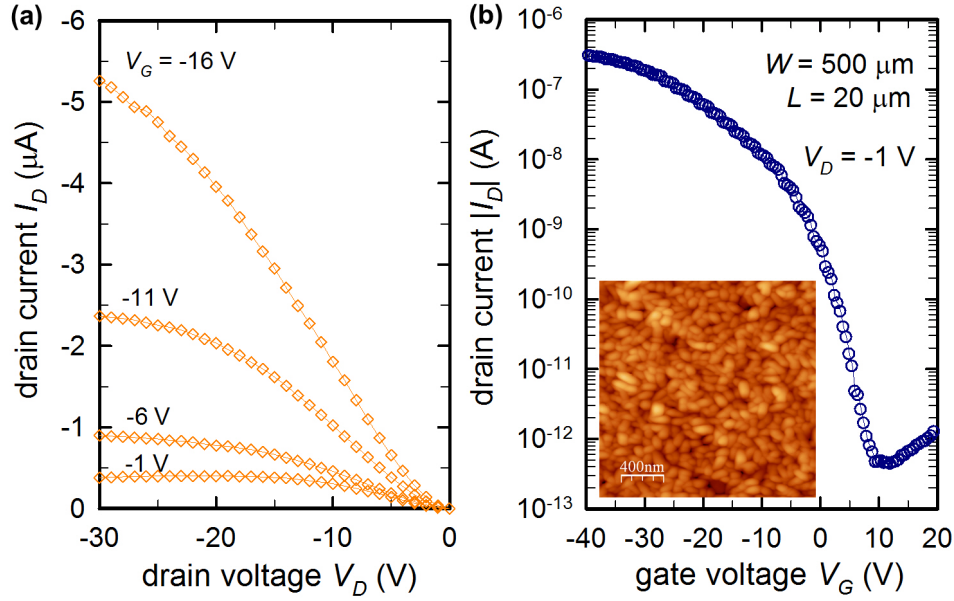 (a)
-6
-5
-4
-3
-2
-1
0
drain current I_D (μA)
V_G = -16 V
-11 V
-6 V
-1 V
-30 -20 -10 0
drain voltage V_D (V)
(b)
10^-6
10^-7
10^-8
10^-9
10^-10
10^-11
10^-12
10^-13
drain current |I_D| (A)
W = 500 μm
L = 20 μm
V_D = -1 V
400nm
-40 -30 -20 -10 0 10 20
gate voltage V_G (V)